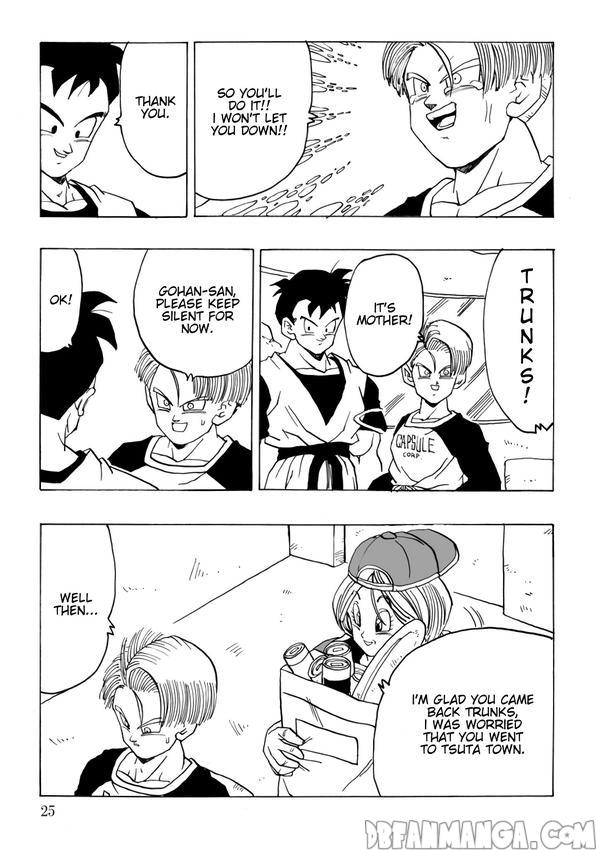 SO YOU'LL
DO IT!!
I WON'T LET
YOU DOWN!!
THANK
YOU.
TRUNKS!
IT'S
MOTHER!
CAPSULE
CORP
GOHAN-SAN,
PLEASE KEEP
SILENT FOR
NOW.
OK!
I'M GLAD YOU CAME
BACK TRUNKS,
I WAS WORRIED
THAT YOU WENT
TO TSUTA TOWN.
WELL
THEN...
25
DBFANMANGA.COM